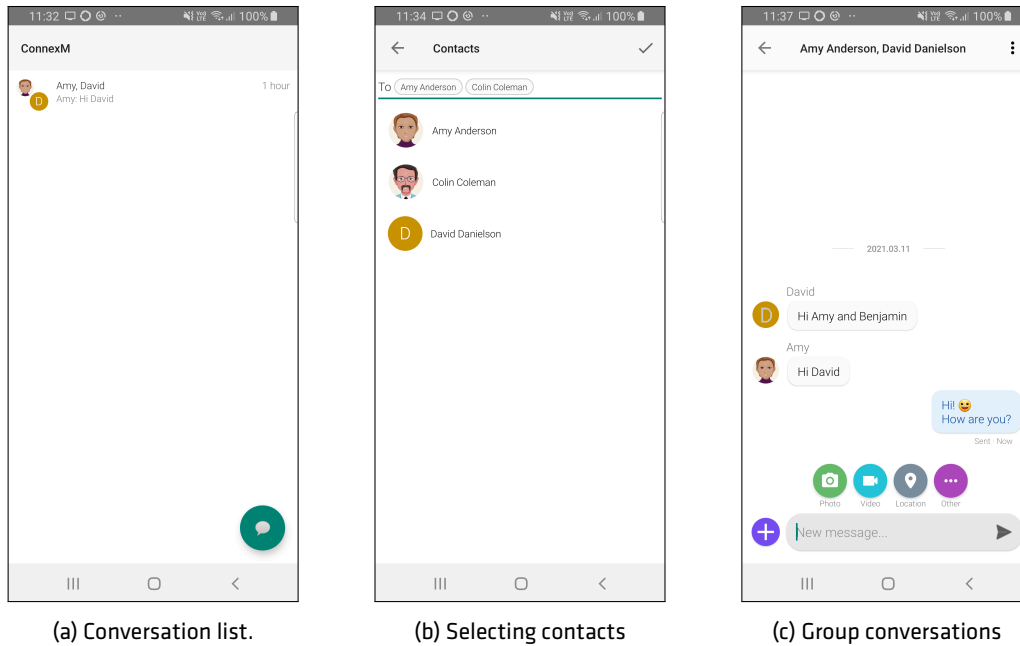 11:32 100%
ConnexM
Amy, David 1 hour
D Amy: Hi David
(a) Conversation list.
11:34 100%
Contacts
To Amy Anderson Colin Coleman
Amy Anderson
Colin Coleman
D David Danielson
(b) Selecting contacts
11:37 100%
Amy Anderson, David Danielson
2021.03.11
David
D Hi Amy and Benjamin
Amy
Hi David
Hi! 😆
How are you?
Sent · Now
Photo Video Location Other
New message...
(c) Group conversations